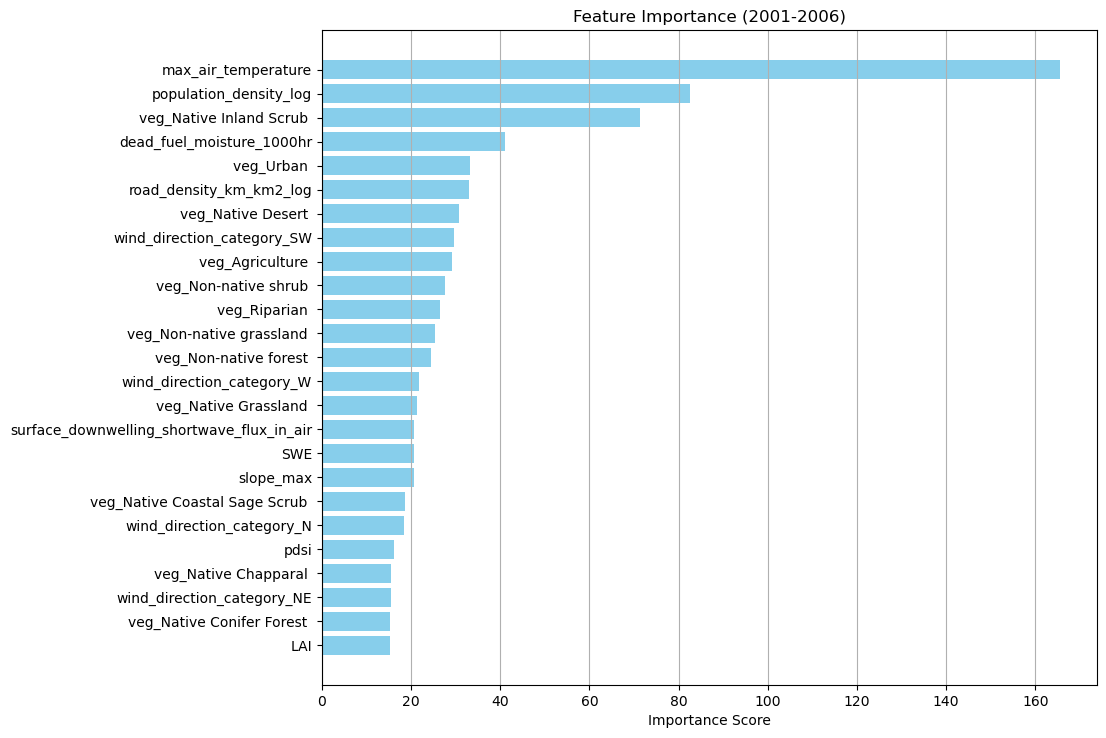 Feature Importance (2001-2006)
max_air_temperature
population_density_log
veg_Native Inland Scrub
dead_fuel_moisture_1000hr
veg_Urban
road_density_km_km2_log
veg_Native Desert
wind_direction_category_SW
veg_Agriculture
veg_Non-native shrub
veg_Riparian
veg_Non-native grassland
veg_Non-native forest
wind_direction_category_W
veg_Native Grassland
surface_downwelling_shortwave_flux_in_air
SWE
slope_max
veg_Native Coastal Sage Scrub
wind_direction_category_N
pdsi
veg_Native Chapparal
wind_direction_category_NE
veg_Native Conifer Forest
LAI
0 20 40 60 80 100 120 140 160
Importance Score